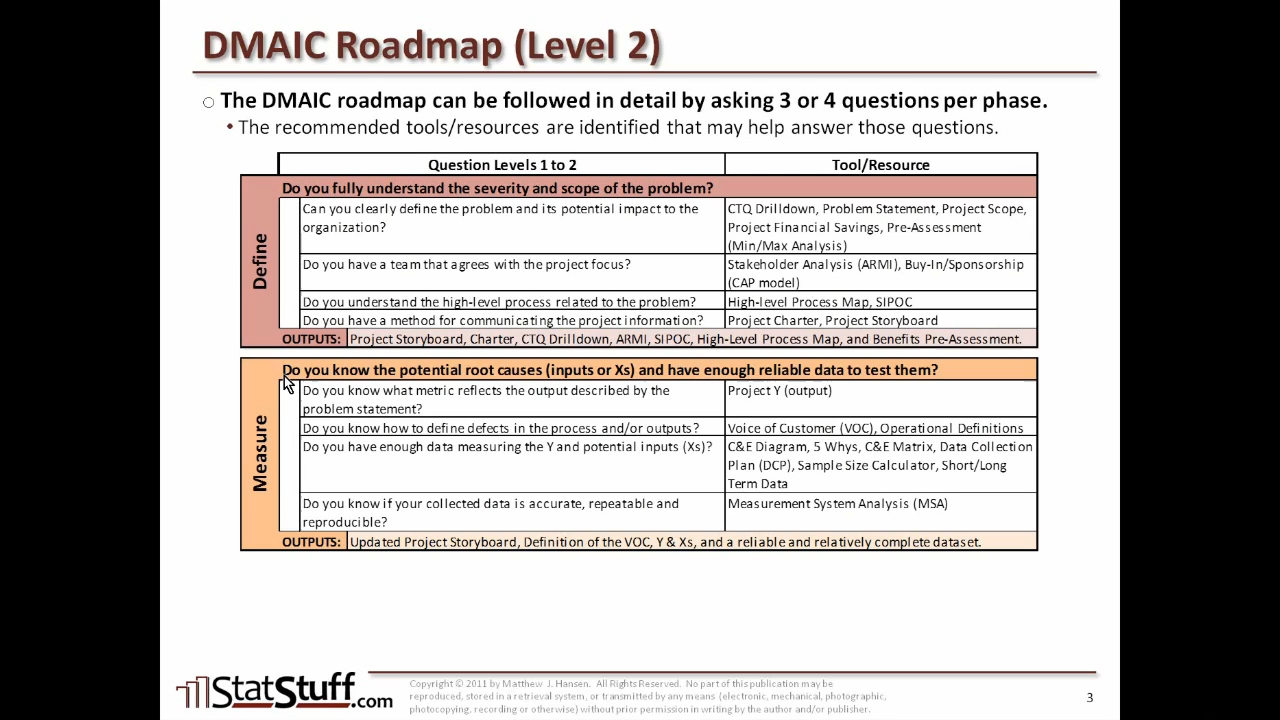 DMAIC Roadmap (Level 2)
The DMAIC roadmap can be followed in detail by asking 3 or 4 questions per phase.
The recommended tools/resources are identified that may help answer those questions.
Question Levels 1 to 2
Tool/Resource
Define
Do you fully understand the severity and scope of the problem?
Can you clearly define the problem and its potential impact to the
organization?
CTQ Drilldown, Problem Statement, Project Scope,
Project Financial Savings, Pre-Assessment
(Min/Max Analysis)
Do you have a team that agrees with the project focus?
Stakeholder Analysis (ARMI), Buy-In/Sponsorship
(CAP model)
Do you understand the high-level process related to the problem?
High-level Process Map, SIPOC
Do you have a method for communicating the project information?
Project Charter, Project Storyboard
OUTPUTS: Project Storyboard, Charter, CTQ Drilldown, ARMI, SIPOC, High-Level Process Map, and Benefits Pre-Assessment.
Measure
Do you know the potential root causes (inputs or Xs) and have enough reliable data to test them?
Do you know what metric reflects the output described by the
problem statement?
Project Y (output)
Do you know how to define defects in the process and/or outputs?
Voice of Customer (VOC), Operational Definitions
Do you have enough data measuring the Y and potential inputs (Xs)?
C&E Diagram, 5 Whys, C&E Matrix, Data Collection
Plan (DCP), Sample Size Calculator, Short/Long
Term Data
Do you know if your collected data is accurate, repeatable and
reproducible?
Measurement System Analysis (MSA)
OUTPUTS: Updated Project Storyboard, Definition of the VOC, Y & Xs, and a reliable and relatively complete dataset.
StatStuff.com
Copyright © 2011 by Matthew J. Hansen. All Rights Reserved. No part of this publication may be
reproduced, stored in a retrieval system, or transmitted by any means (electronic, mechanical, photographic,
photocopying, recording or otherwise) without prior permission in writing by the author and/or publisher.
3